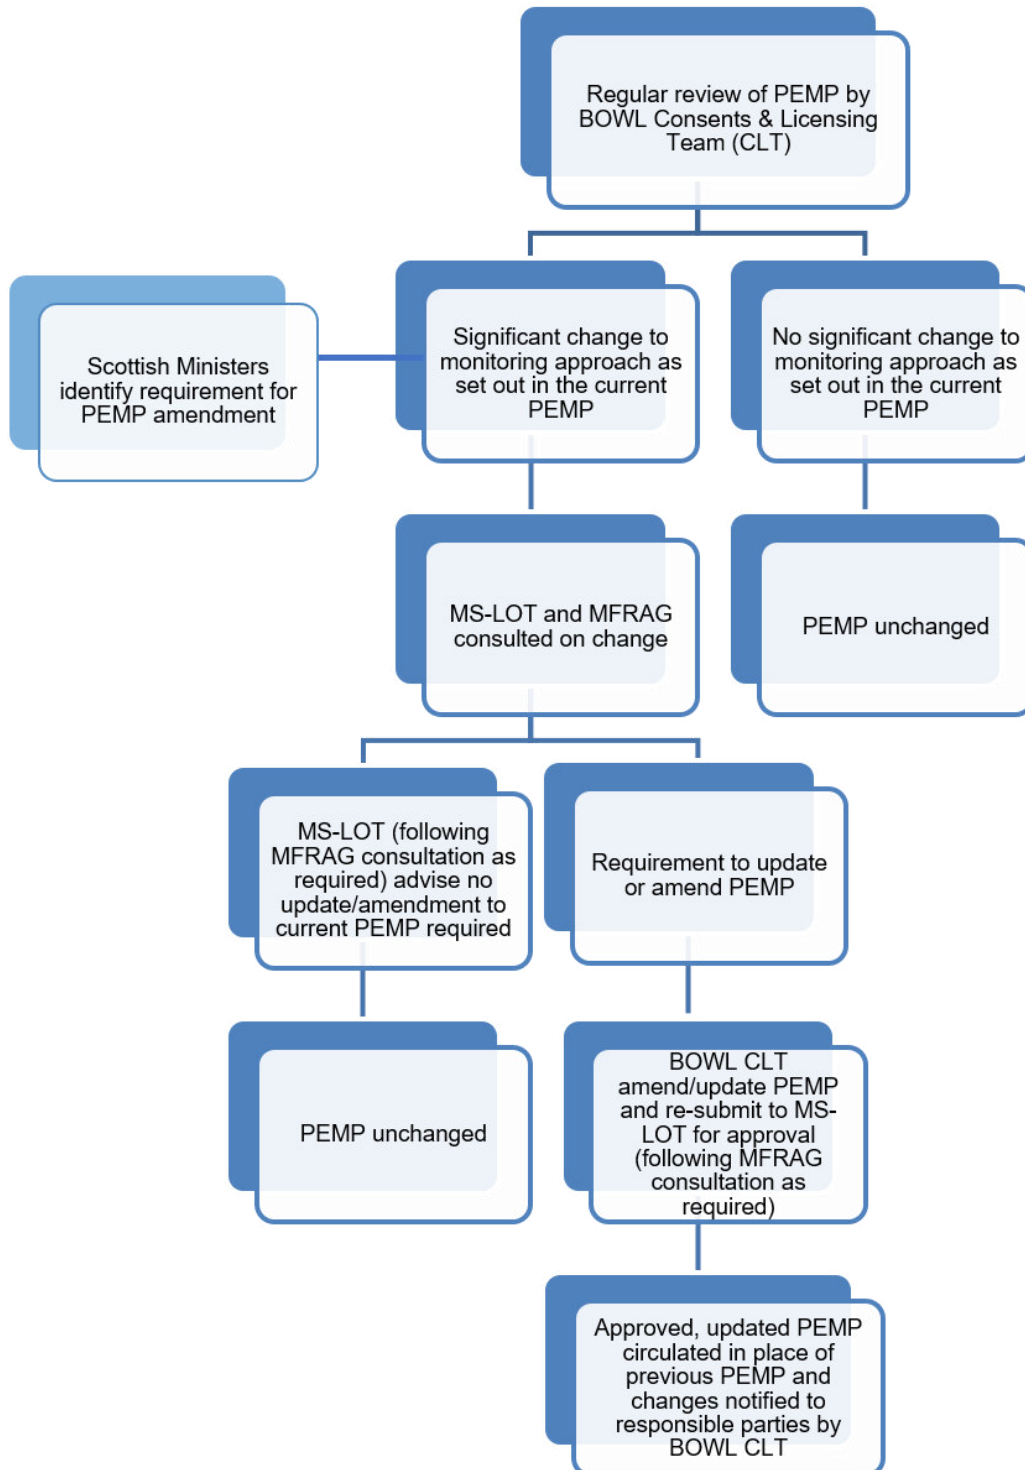 Regular review of PEMP by
BOWL Consents & Licensing
Team (CLT)
Scottish Ministers
identify requirement for
PEMP amendment
Significant change to
monitoring approach as
set out in the current
PEMP
No significant change to
monitoring approach as
set out in the current
PEMP
MS-LOT and MFRAG
consulted on change
PEMP unchanged
MS-LOT (following
MFRAG consultation as
required) advise no
update/amendment to
current PEMP required
Requirement to update
or amend PEMP
PEMP unchanged
BOWL CLT
amend/update PEMP
and re-submit to MS-
LOT for approval
(following MFRAG
consultation as
required)
Approved, updated PEMP
circulated in place of
previous PEMP and
changes notified to
responsible parties by
BOWL CLT